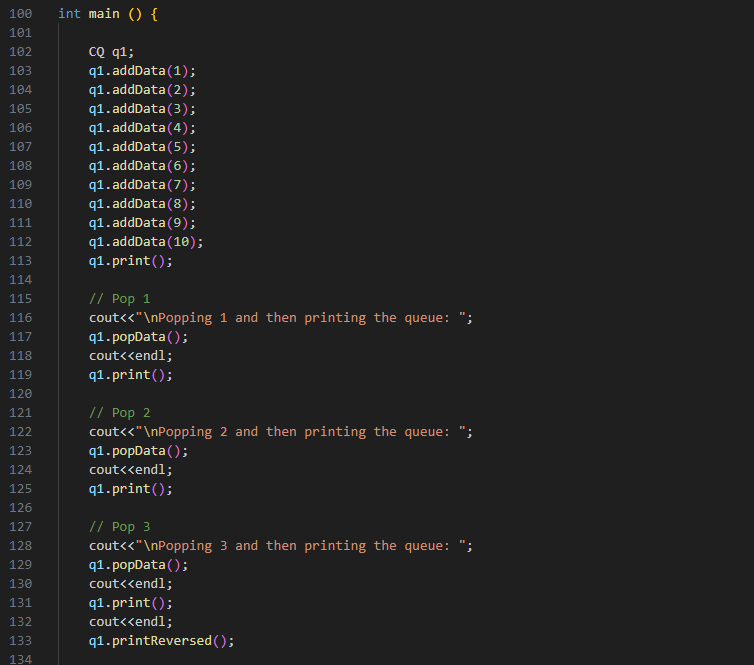 100 int main () {
101
102 CQ q1;
103 q1.addData(1);
104 q1.addData(2);
105 q1.addData(3);
106 q1.addData(4);
107 q1.addData(5);
108 q1.addData(6);
109 q1.addData(7);
110 q1.addData(8);
111 q1.addData(9);
112 q1.addData(10);
113 q1.print();
114
115 // Pop 1
116 cout<<"\nPopping 1 and then printing the queue: ";
117 q1.popData();
118 cout<<endl;
119 q1.print();
120
121 // Pop 2
122 cout<<"\nPopping 2 and then printing the queue: ";
123 q1.popData();
124 cout<<endl;
125 q1.print();
126
127 // Pop 3
128 cout<<"\nPopping 3 and then printing the queue: ";
129 q1.popData();
130 cout<<endl;
131 q1.print();
132 cout<<endl;
133 q1.printReversed();
134